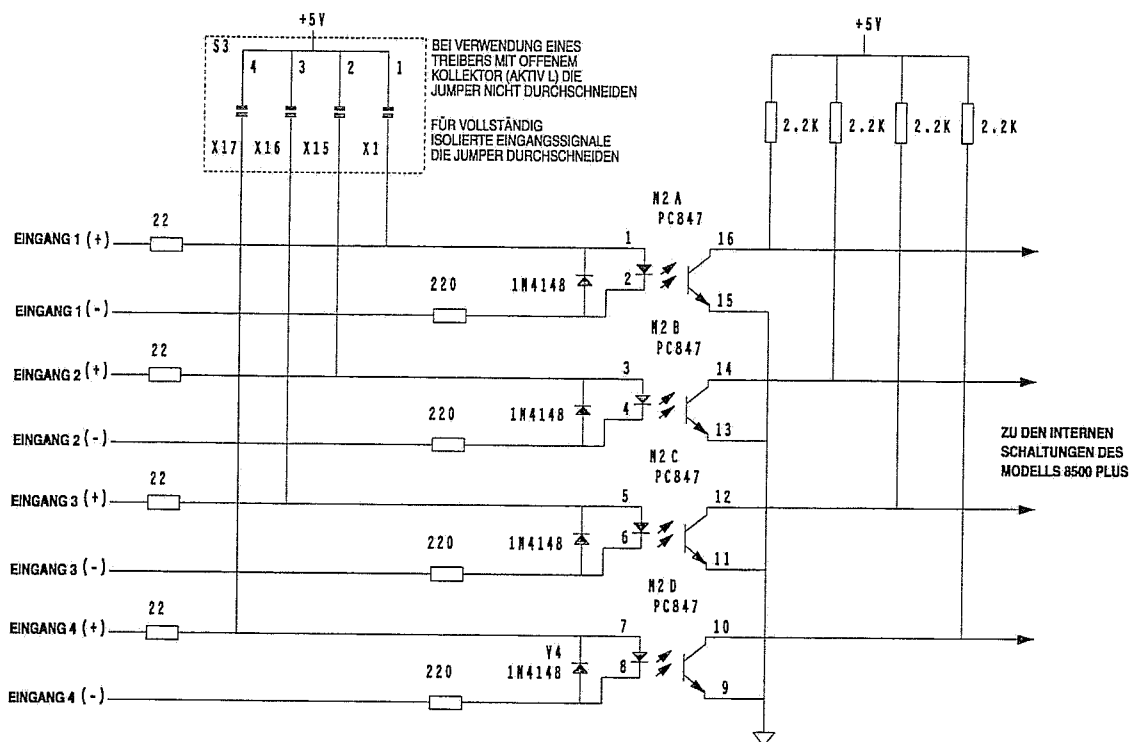 +5V
S3
4 3 2 1
X17 X16 X15 X1
BEI VERWENDUNG EINES
TREIBERS MIT OFFENEM
KOLLEKTOR (AKTIV L) DIE
JUMPER NICHT DURCHSCHNEIDEN
FÜR VOLLSTÄNDIG
ISOLIERTE EINGANGSSIGNALE
DIE JUMPER DURCHSCHNEIDEN
+5V
2.2K 2.2K 2.2K 2.2K
N2A
PC847
22
EINGANG 1 (+)
1
16
220
1N4148
2
15
EINGANG 1 (-)
N2B
PC847
22
EINGANG 2 (+)
3
14
220
1N4148
4
13
EINGANG 2 (-)
N2C
PC847
22
EINGANG 3 (+)
5
12
220
1N4148
6
11
EINGANG 3 (-)
N2D
PC847
22
EINGANG 4 (+)
7
10
220
V4
1N4148
8
9
EINGANG 4 (-)
ZU DEN INTERNEN
SCHALTUNGEN DES
MODELLS 8500 PLUS